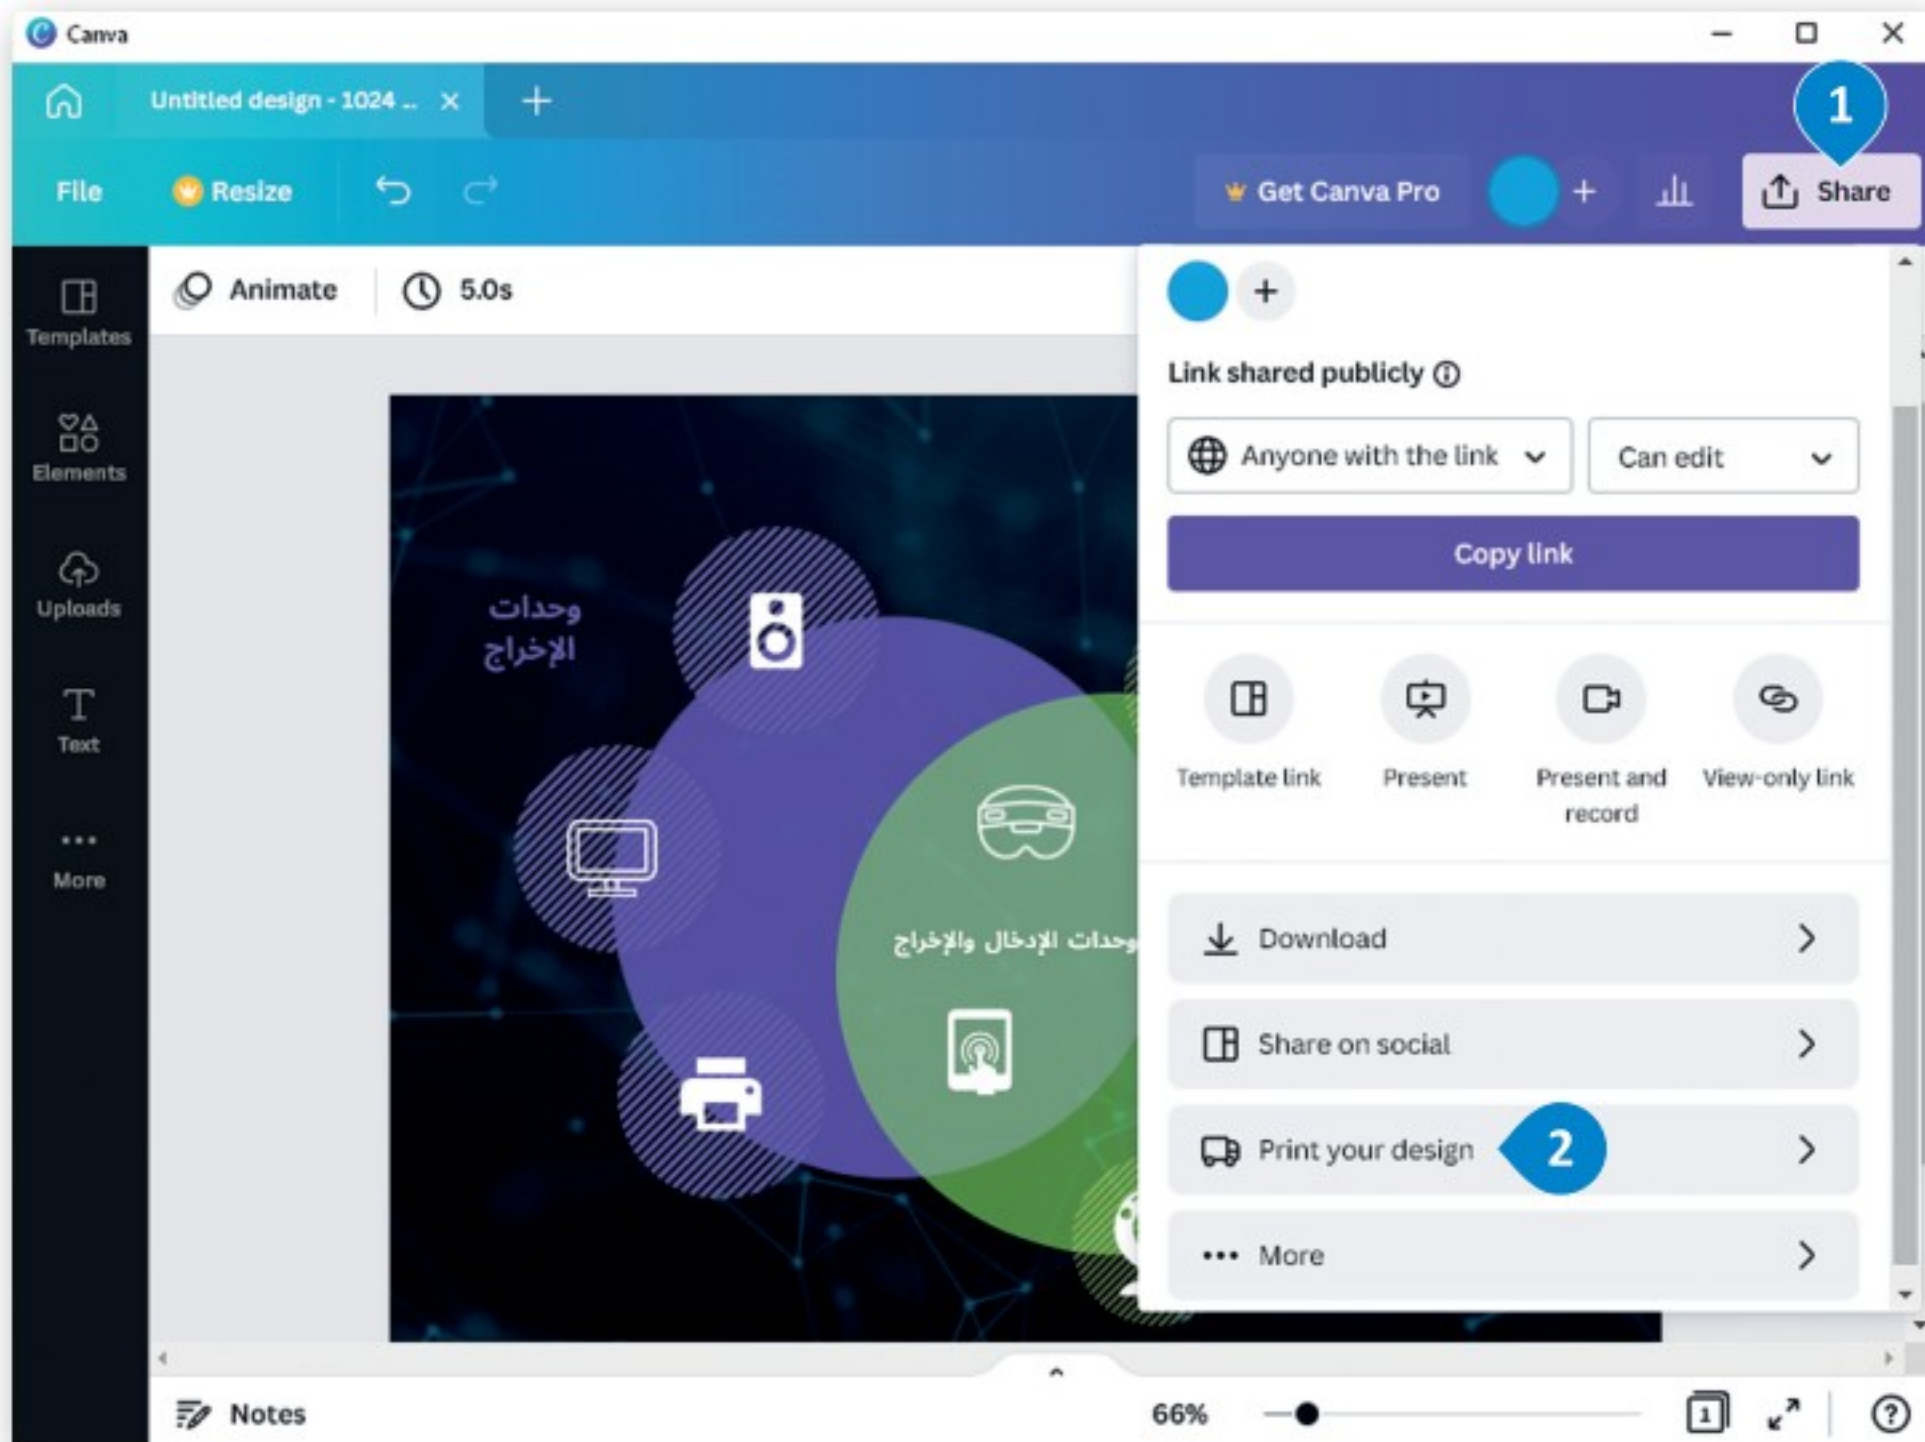 Canva
Untitled design - 1024 ...
1
File
Resize
Get Canva Pro
Share
Animate
5.0s
Templates
Elements
Uploads
Text
More
وحدات
الإخراج
وحدات الإدخال والإخراج
Link shared publicly
Anyone with the link
Can edit
Copy link
Template link
Present
Present and record
View-only link
Download
Share on social
Print your design
2
More
Notes
66%
1